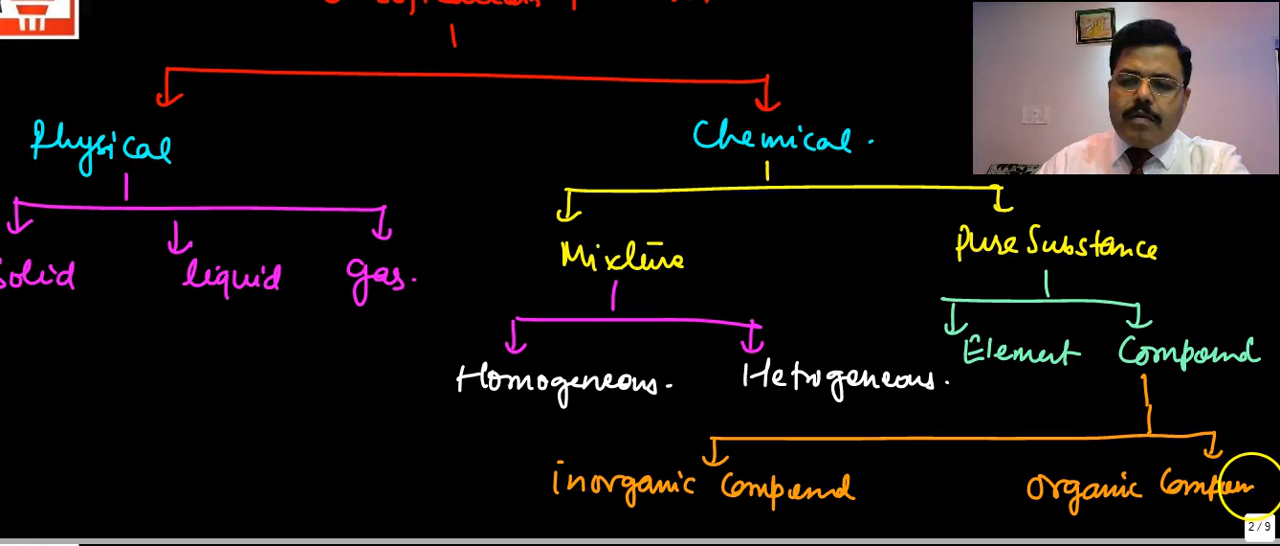 Physical
Chemical.
Mixture
Pure Substance
Solid
liquid
gas.
Element
Compound
Homogeneous.
Hetrogeneous.
inorganic Compound
Organic Compoun
2/9